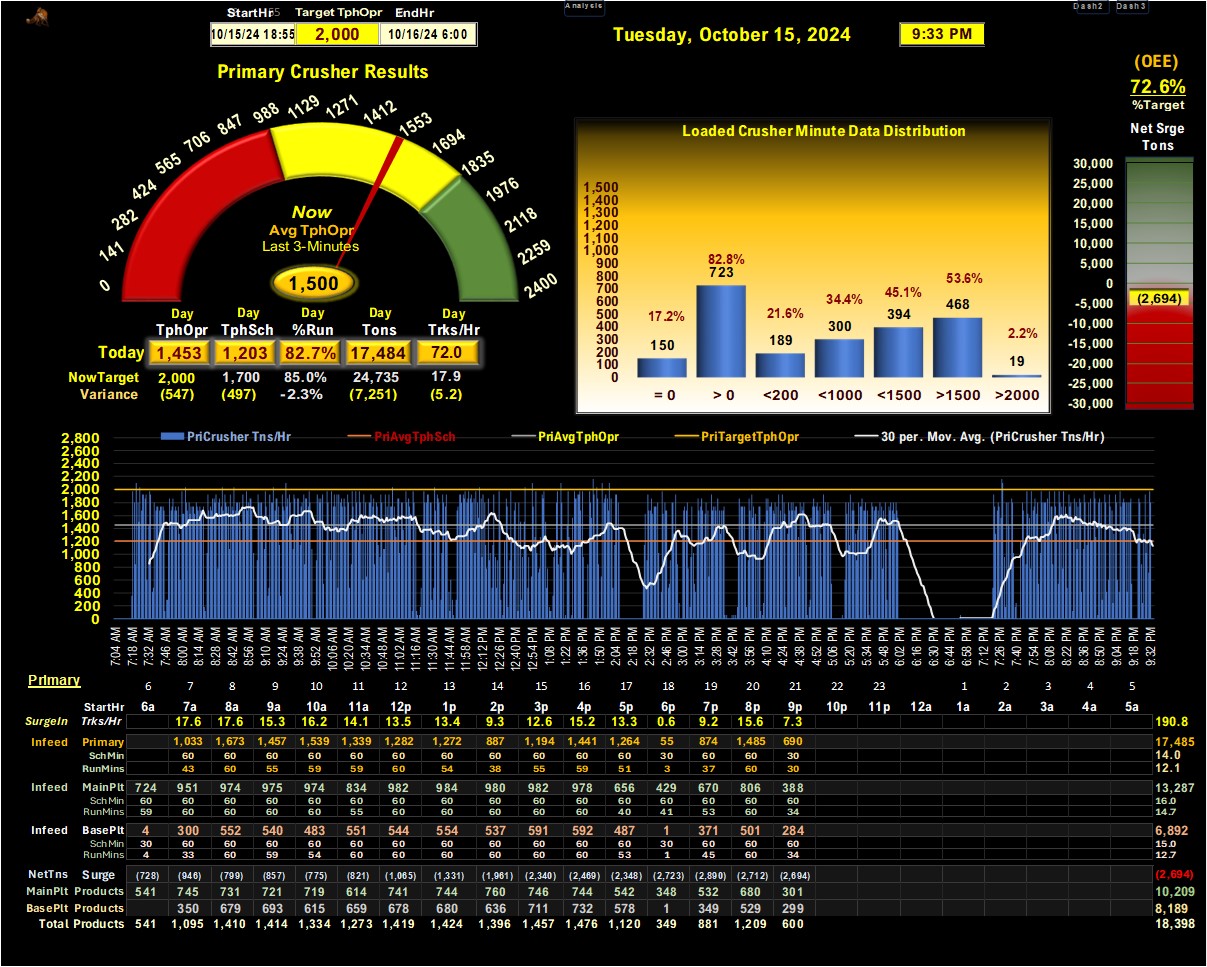 Analysis
Dash2 Dash3
StartHr Target TphOpr EndHr
10/15/24 18:55 2,000 10/16/24 6:00
Tuesday, October 15, 2024 9:33 PM
(OEE)
72.6%
%Target
Net Srge
Tons
30,000
25,000
20,000
15,000
10,000
5,000
0
-5,000
-10,000
-15,000
-20,000
-25,000
-30,000
(2,694)
Primary Crusher Results
0 141 282 424 565 706 847 988 1129 1271 1412 1553 1694 1835 1976 2118 2259 2400
Now
Avg TphOpr
Last 3-Minutes
1,500
Day Day Day Day Day
TphOpr TphSch %Run Tons Trks/Hr
Today 1,453 1,203 82.7% 17,484 72.0
NowTarget 2,000 1,700 85.0% 24,735 17.9
Variance (547) (497) -2.3% (7,251) (5.2)
Loaded Crusher Minute Data Distribution
1,500
1,400
1,300
1,200
1,100
1,000
900
800
700
600
500
400
300
200
100
0
17.2% 82.8% 21.6% 34.4% 45.1% 53.6% 2.2%
150 723 189 300 394 468 19
= 0 > 0 <200 <1000 <1500 >1500 >2000
PriCrusher Tns/Hr PriAvgTphSch PriAvgTphOpr PriTargetTphOpr 30 per. Mov. Avg. (PriCrusher Tns/Hr)
2,800
2,600
2,400
2,200
2,000
1,800
1,600
1,400
1,200
1,000
800
600
400
200
0
7:04 AM 7:18 AM 7:32 AM 7:46 AM 8:00 AM 8:14 AM 8:28 AM 8:42 AM 8:56 AM 9:10 AM 9:24 AM 9:38 AM 9:52 AM 10:06 AM 10:20 AM 10:34 AM 10:48 AM 11:02 AM 11:16 AM 11:30 AM 11:44 AM 11:58 AM 12:12 PM 12:26 PM 12:40 PM 12:54 PM 1:08 PM 1:22 PM 1:36 PM 1:50 PM 2:04 PM 2:18 PM 2:32 PM 2:46 PM 3:00 PM 3:14 PM 3:28 PM 3:42 PM 3:56 PM 4:10 PM 4:24 PM 4:38 PM 4:52 PM 5:06 PM 5:20 PM 5:34 PM 5:48 PM 6:02 PM 6:16 PM 6:30 PM 6:44 PM 6:58 PM 7:12 PM 7:26 PM 7:40 PM 7:54 PM 8:08 PM 8:22 PM 8:36 PM 8:50 PM 9:04 PM 9:18 PM 9:32 PM
Primary
6 7 8 9 10 11 12 13 14 15 16 17 18 19 20 21 22 23 1 2 3 4 5
StartHr 6a 7a 8a 9a 10a 11a 12p 1p 2p 3p 4p 5p 6p 7p 8p 9p 10p 11p 12a 1a 2a 3a 4a 5a
SurgeIn Trks/Hr 17.6 17.6 15.3 16.2 14.1 13.5 13.4 9.3 12.6 15.2 13.3 0.6 9.2 15.6 7.3 190.8
Infeed Primary 1,033 1,673 1,457 1,539 1,339 1,282 1,272 887 1,194 1,441 1,264 55 874 1,485 690 17,485
SchMin 60 60 60 60 60 60 60 60 60 60 60 30 60 60 30 14.0
RunMins 43 60 55 59 59 60 54 38 55 59 51 3 37 60 30 12.1
Infeed MainPlt 724 951 974 975 974 834 982 984 980 982 978 656 429 670 806 388 13,287
SchMin 60 60 60 60 60 60 60 60 60 60 60 60 60 60 60 60 16.0
RunMins 59 60 60 60 60 55 60 60 60 60 60 40 41 53 60 34 14.7
Infeed BasePlt 4 300 552 540 483 551 544 554 537 591 592 487 1 371 501 284 6,892
SchMin 30 60 60 60 60 60 60 60 60 60 60 60 30 60 60 60 15.0
RunMins 4 33 60 59 54 60 60 60 60 60 60 53 1 45 60 34 12.7
NetTns Surge (728) (946) (799) (857) (775) (821) (1,065) (1,331) (1,961) (2,340) (2,469) (2,348) (2,723) (2,890) (2,712) (2,694) (2,694)
MainPlt Products 541 745 731 721 719 614 741 744 760 746 744 542 348 532 680 301 10,209
BasePlt Products 350 679 693 615 659 678 680 636 711 732 578 1 349 529 299 8,189
Total Products 541 1,095 1,410 1,414 1,334 1,273 1,419 1,424 1,396 1,457 1,476 1,120 349 881 1,209 600 18,398